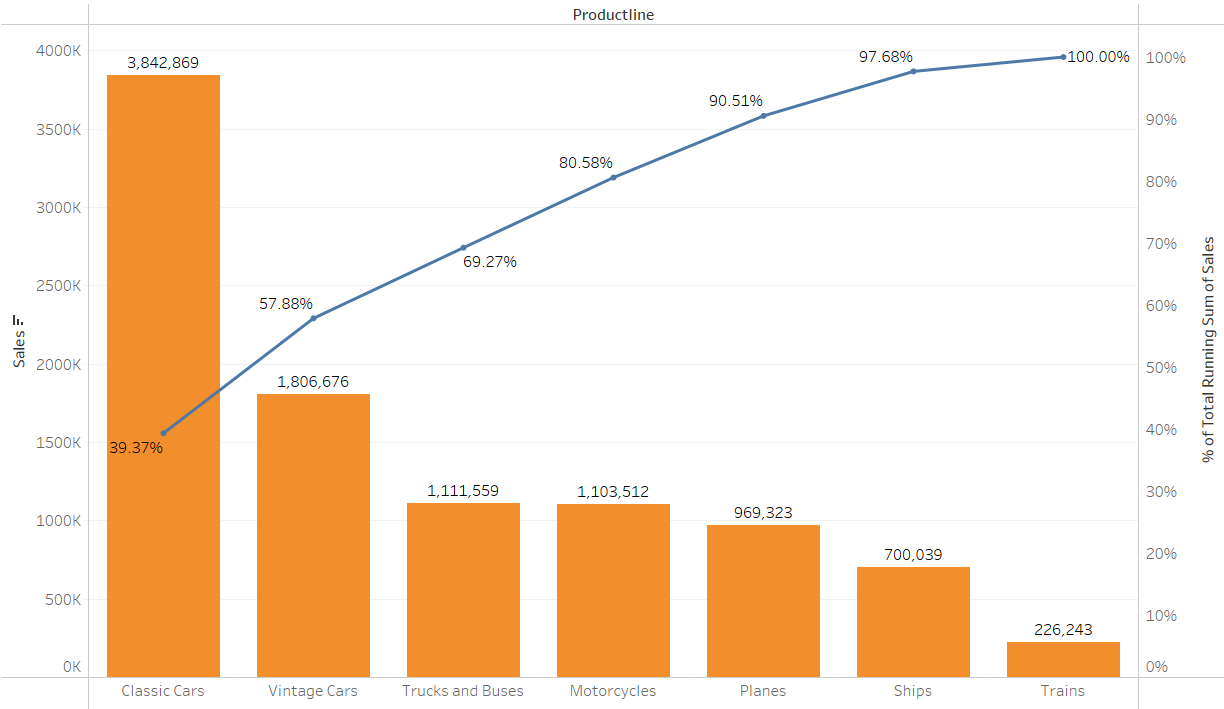 Productline
Sales
4000K
3500K
3000K
2500K
2000K
1500K
1000K
500K
0K
3,842,869
1,806,676
1,111,559
1,103,512
969,323
700,039
226,243
39.37%
57.88%
69.27%
80.58%
90.51%
97.68%
100.00%
100%
90%
80%
70%
60%
50%
40%
30%
20%
10%
0%
% of Total Running Sum of Sales
Classic Cars
Vintage Cars
Trucks and Buses
Motorcycles
Planes
Ships
Trains